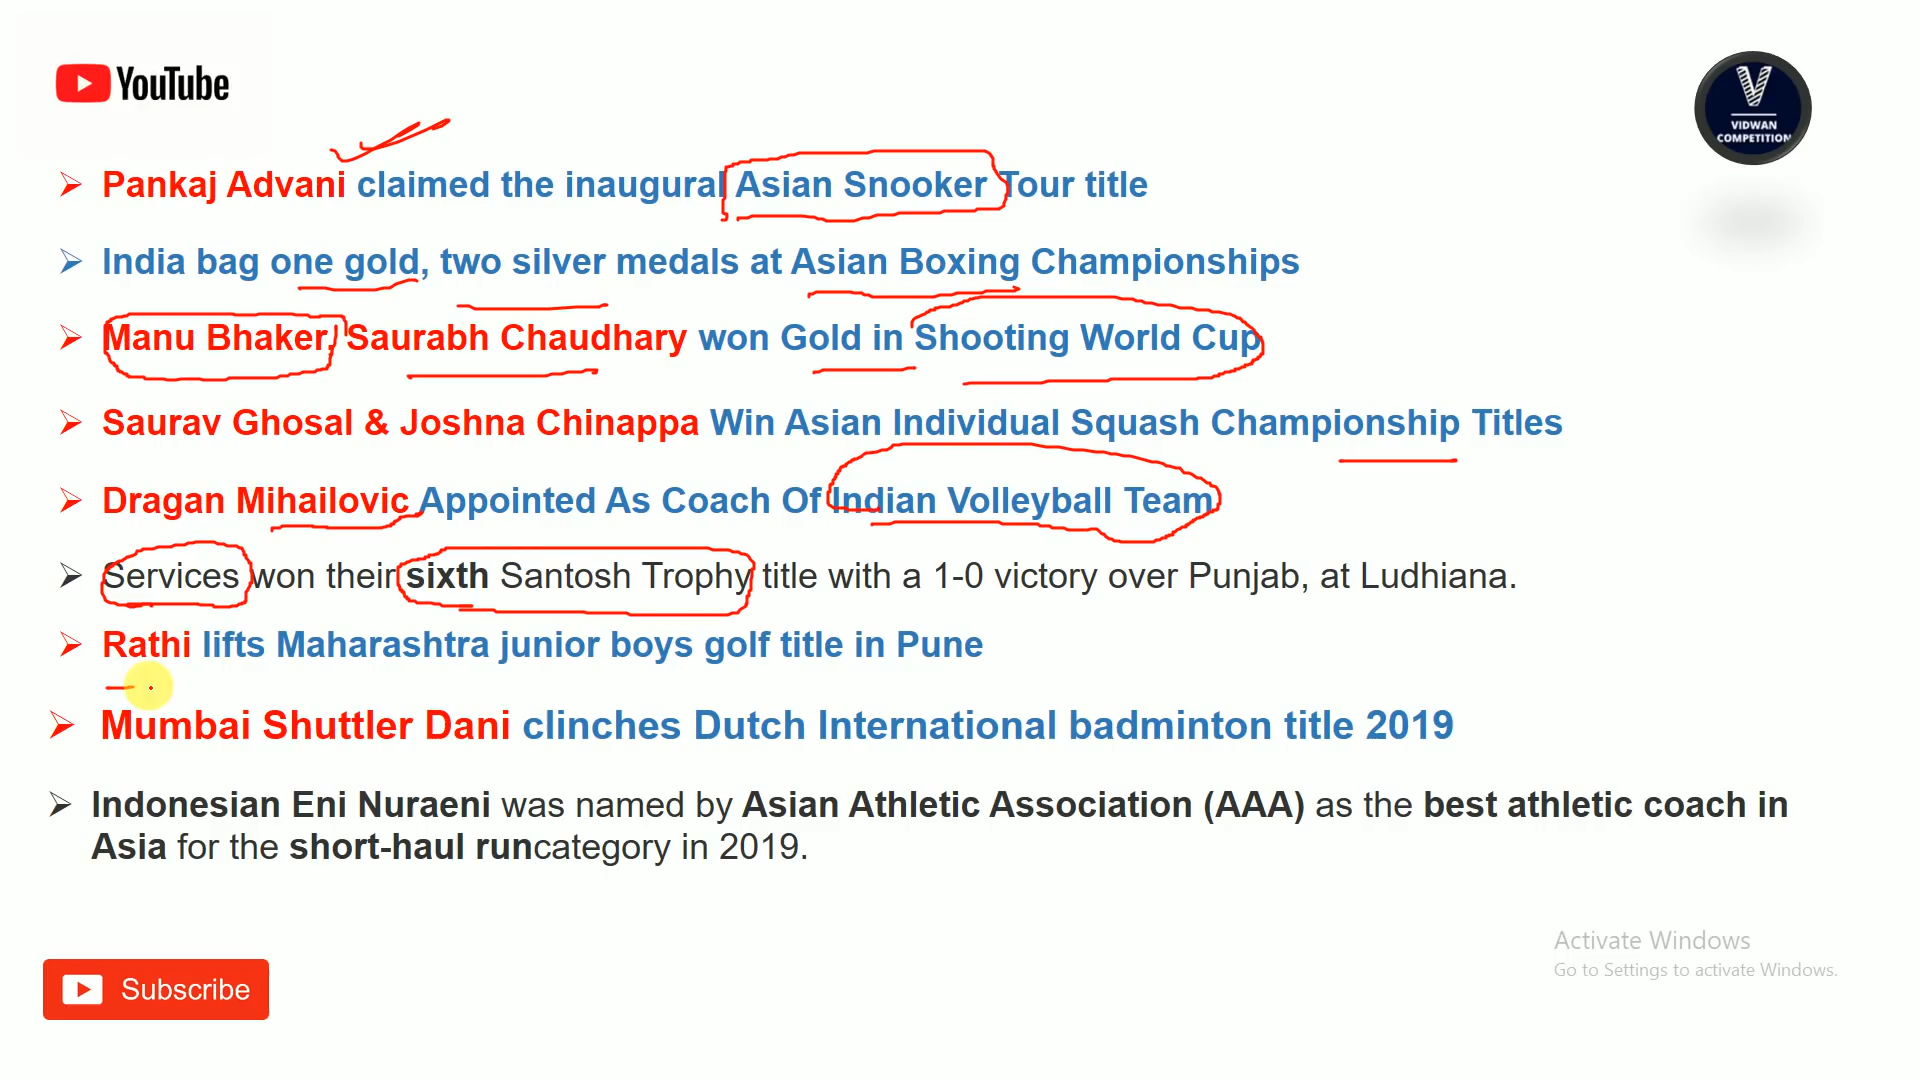 YouTube
V
VIDWAN
COMPETITION
Pankaj Advani claimed the inaugural Asian Snooker Tour title
India bag one gold, two silver medals at Asian Boxing Championships
Manu Bhaker, Saurabh Chaudhary won Gold in Shooting World Cup
Saurav Ghosal & Joshna Chinappa Win Asian Individual Squash Championship Titles
Dragan Mihailovic Appointed As Coach Of Indian Volleyball Team
Services won their sixth Santosh Trophy title with a 1-0 victory over Punjab, at Ludhiana.
Rathi lifts Maharashtra junior boys golf title in Pune
Mumbai Shuttler Dani clinches Dutch International badminton title 2019
Indonesian Eni Nuraeni was named by Asian Athletic Association (AAA) as the best athletic coach in
Asia for the short-haul runcategory in 2019.
Activate Windows
Go to Settings to activate Windows.
Subscribe